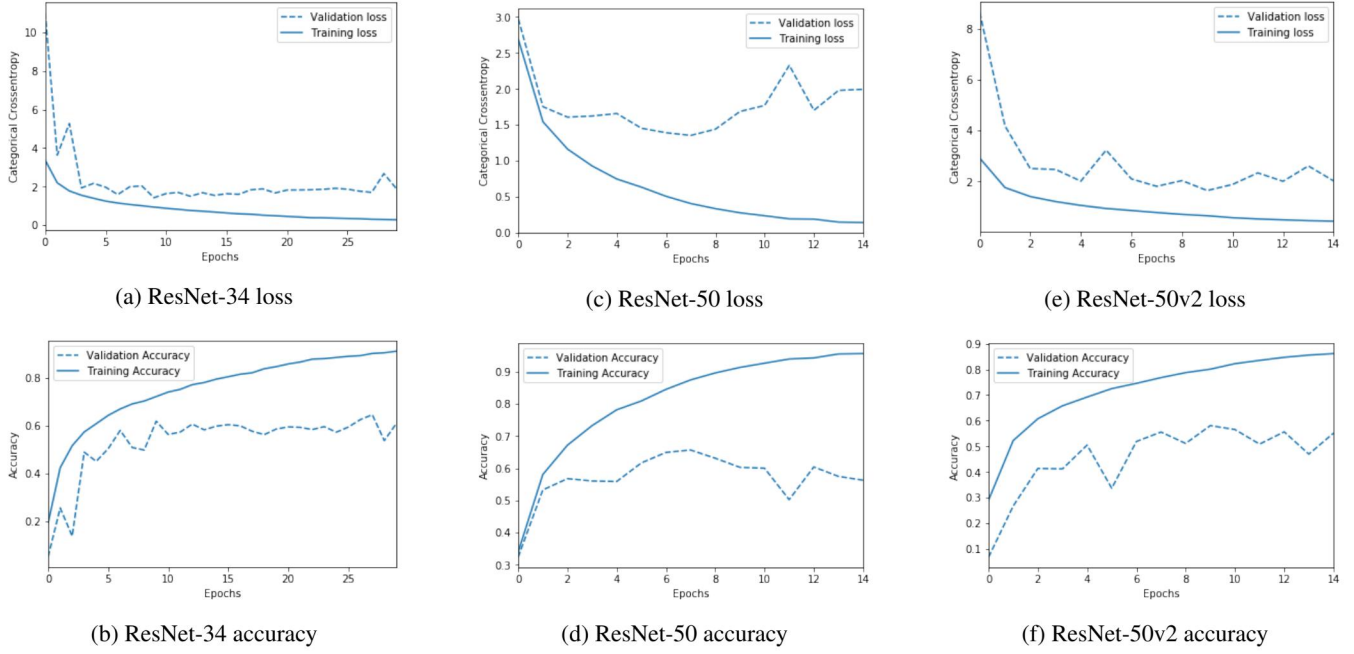 Validation loss
Training loss
10
8
6
4
2
0
Categorical Crossentropy
0 5 10 15 20 25
Epochs
(a) ResNet-34 loss
Validation loss
Training loss
3.0
2.5
2.0
1.5
1.0
0.5
0.0
Categorical Crossentropy
0 2 4 6 8 10 12 14
Epochs
(c) ResNet-50 loss
Validation loss
Training loss
8
6
4
2
Categorical Crossentropy
0 2 4 6 8 10 12 14
Epochs
(e) ResNet-50v2 loss
Validation Accuracy
Training Accuracy
0.8
0.6
0.4
0.2
Accuracy
0 5 10 15 20 25
Epochs
(b) ResNet-34 accuracy
Validation Accuracy
Training Accuracy
0.9
0.8
0.7
0.6
0.5
0.4
0.3
Accuracy
0 2 4 6 8 10 12 14
Epochs
(d) ResNet-50 accuracy
Validation Accuracy
Training Accuracy
0.9
0.8
0.7
0.6
0.5
0.4
0.3
0.2
0.1
Accuracy
0 2 4 6 8 10 12 14
Epochs
(f) ResNet-50v2 accuracy